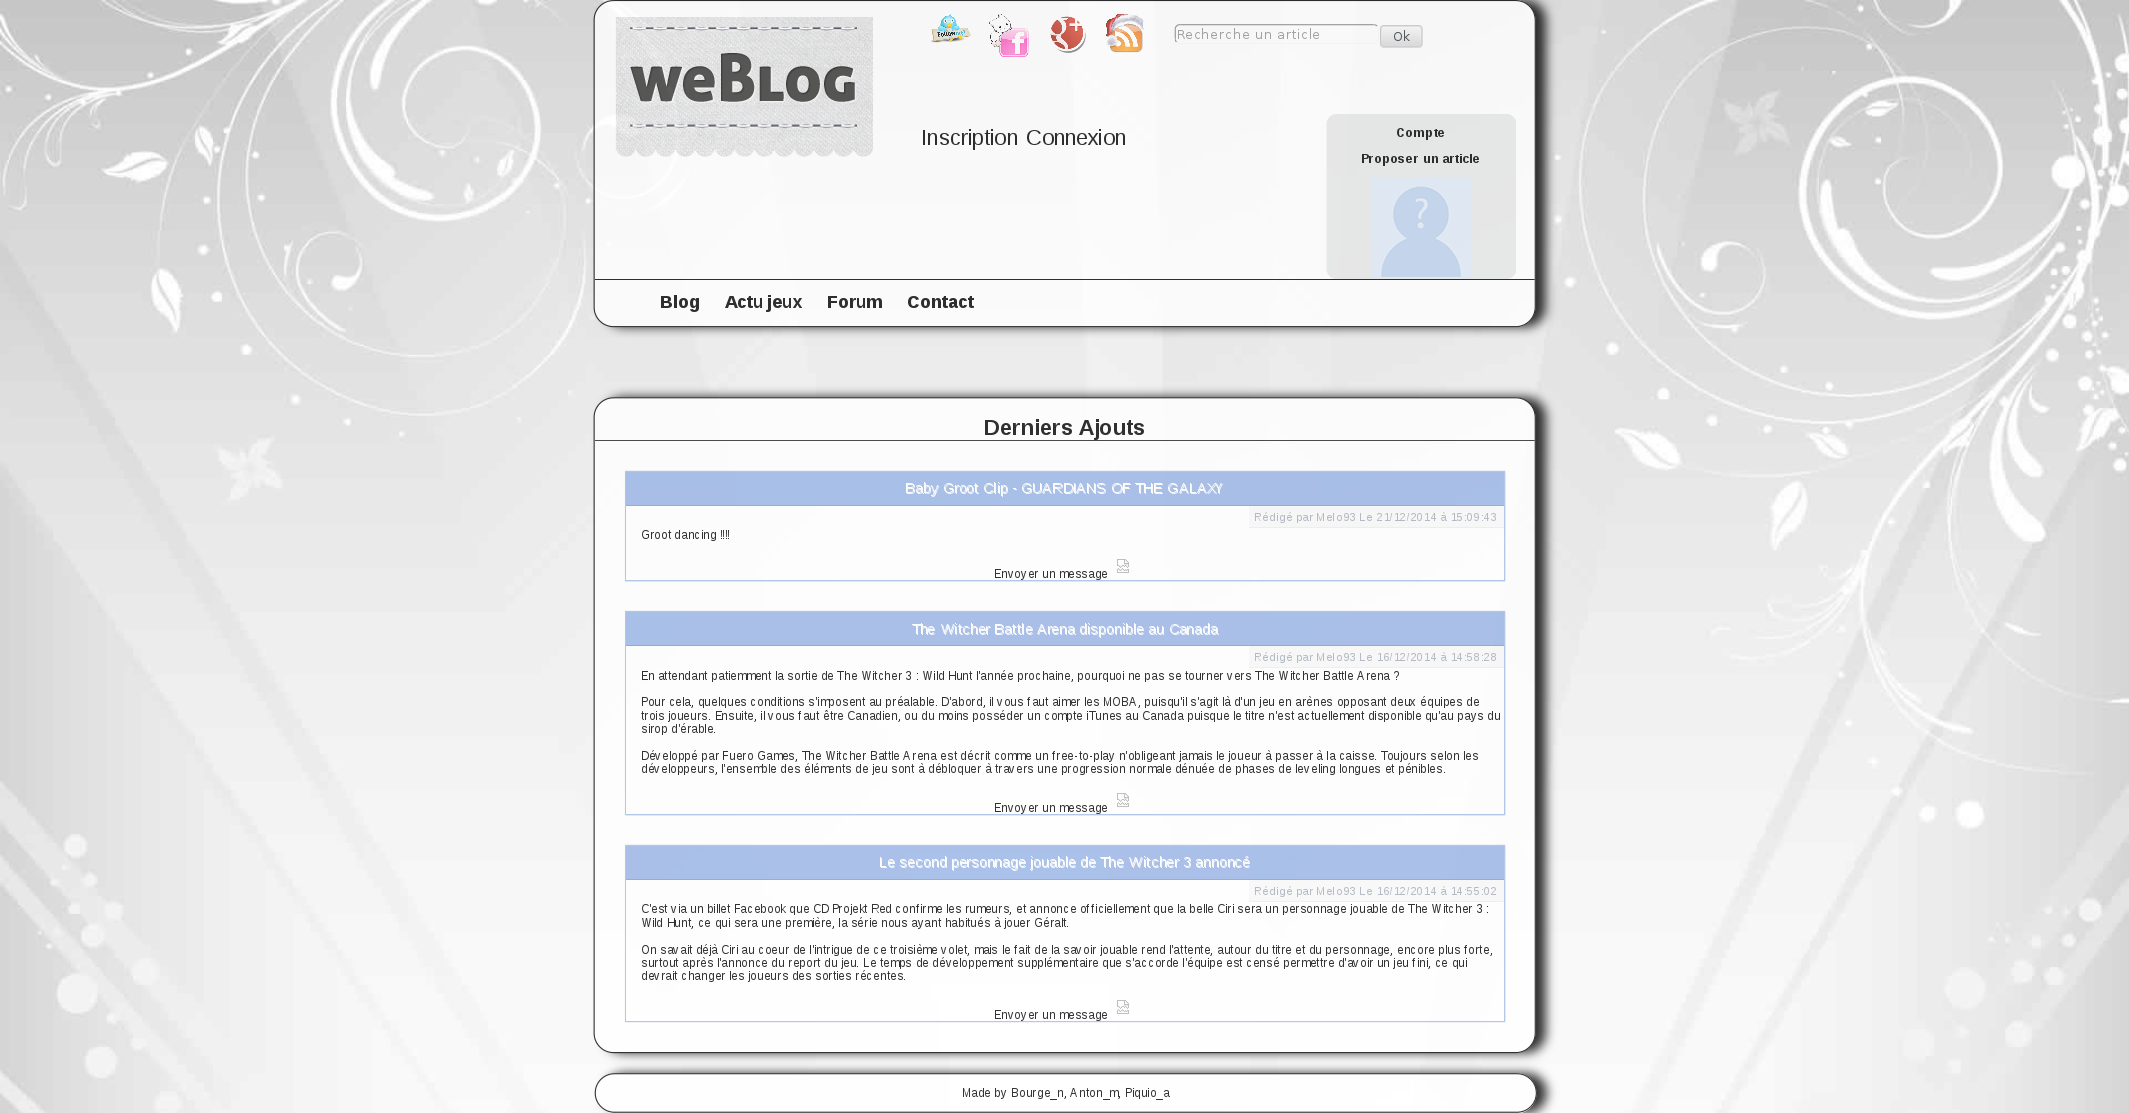 weBLOG
Follow me!
Recherche un article
Ok
Inscription Connexion
Compte
Proposer un article
Blog Actu jeux Forum Contact
Derniers Ajouts
Baby Groot Clip - GUARDIANS OF THE GALAXY
Rédigé par Melo93 Le 21/12/2014 à 15:09:43
Groot dancing !!!!
Envoyer un message
The Witcher Battle Arena disponible au Canada
Rédigé par Melo93 Le 16/12/2014 à 14:58:28
En attendant patiemment la sortie de The Witcher 3 : Wild Hunt l'année prochaine, pourquoi ne pas se tourner vers The Witcher Battle Arena ?
Pour cela, quelques conditions s'imposent au préalable. D'abord, il vous faut aimer les MOBA, puisqu'il s'agit là d'un jeu en arènes opposant deux équipes de
trois joueurs. Ensuite, il vous faut être Canadien, ou du moins posséder un compte iTunes au Canada puisque le titre n'est actuellement disponible qu'au pays du
sirop d'érable.
Développé par Fuero Games, The Witcher Battle Arena est décrit comme un free-to-play n'obligeant jamais le joueur à passer à la caisse. Toujours selon les
développeurs, l'ensemble des éléments de jeu sont à débloquer à travers une progression normale dénuée de phases de leveling longues et pénibles.
Envoyer un message
Le second personnage jouable de The Witcher 3 annoncé
Rédigé par Melo93 Le 16/12/2014 à 14:55:02
C'est via un billet Facebook que CD Projekt Red confirme les rumeurs, et annonce officiellement que la belle Ciri sera un personnage jouable de The Witcher 3 :
Wild Hunt, ce qui sera une première, la série nous ayant habitués à jouer Géralt.
On savait déjà Ciri au coeur de l'intrigue de ce troisième volet, mais le fait de la savoir jouable rend l'attente, autour du titre et du personnage, encore plus forte,
surtout après l'annonce du report du jeu. Le temps de développement supplémentaire que s'accorde l'équipe est censé permettre d'avoir un jeu fini, ce qui
devrait changer les joueurs des sorties récentes.
Envoyer un message
Made by Bourge_n, Anton_m, Piquio_a